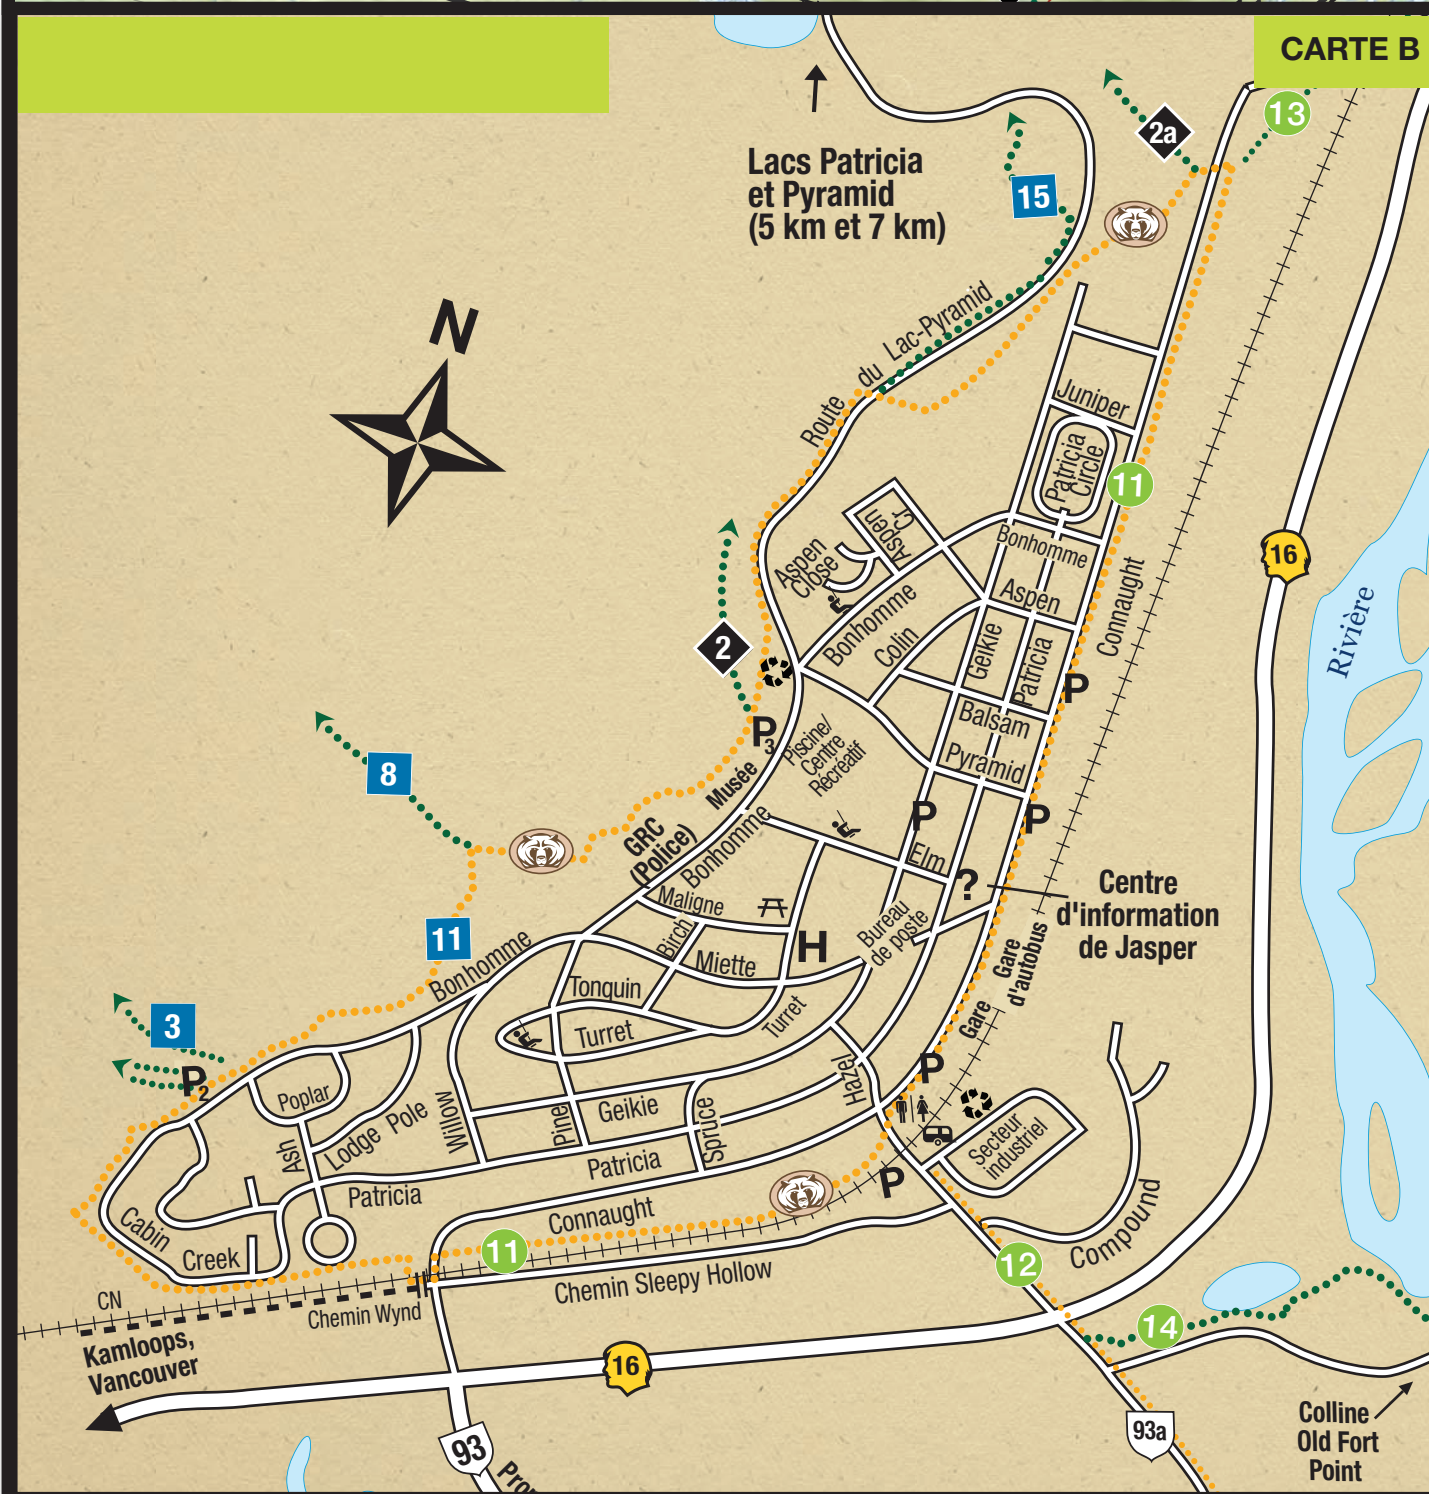 CARTE B
13
2a
Lacs Patricia
et Pyramid
(5 km et 7 km)
15
N
Route du Lac-Pyramid
Juniper
Patricia
Circle
11
Aspen
Cr.
Aspen
Close
Bonhomme
16
Connaught
Aspen
Rivière
Bonhomme
Colin
Geikie
Patricia
2
P
P3
Balsam
Piscine/
Centre
Récréatif
Pyramid
8
Musée
P
P
GRC
(Police)
Bonhomme
Elm
?
Centre
d'information
de Jasper
Maligne
Bureau
de poste
11
Birch
H
Gare
d'autobus
Bonhomme
Miette
Tonquin
Turret
Turret
Gare
3
P2
Hazel
P
Poplar
Lodge Pole
Willow
Pine
Geikie
Spruce
Secteur
industriel
Ash
Patricia
Patricia
P
Cabin
Creek
Connaught
11
Compound
12
Chemin Sleepy Hollow
CN
Chemin Wynd
14
Kamloops,
Vancouver
16
93
93a
Colline
Old Fort
Point